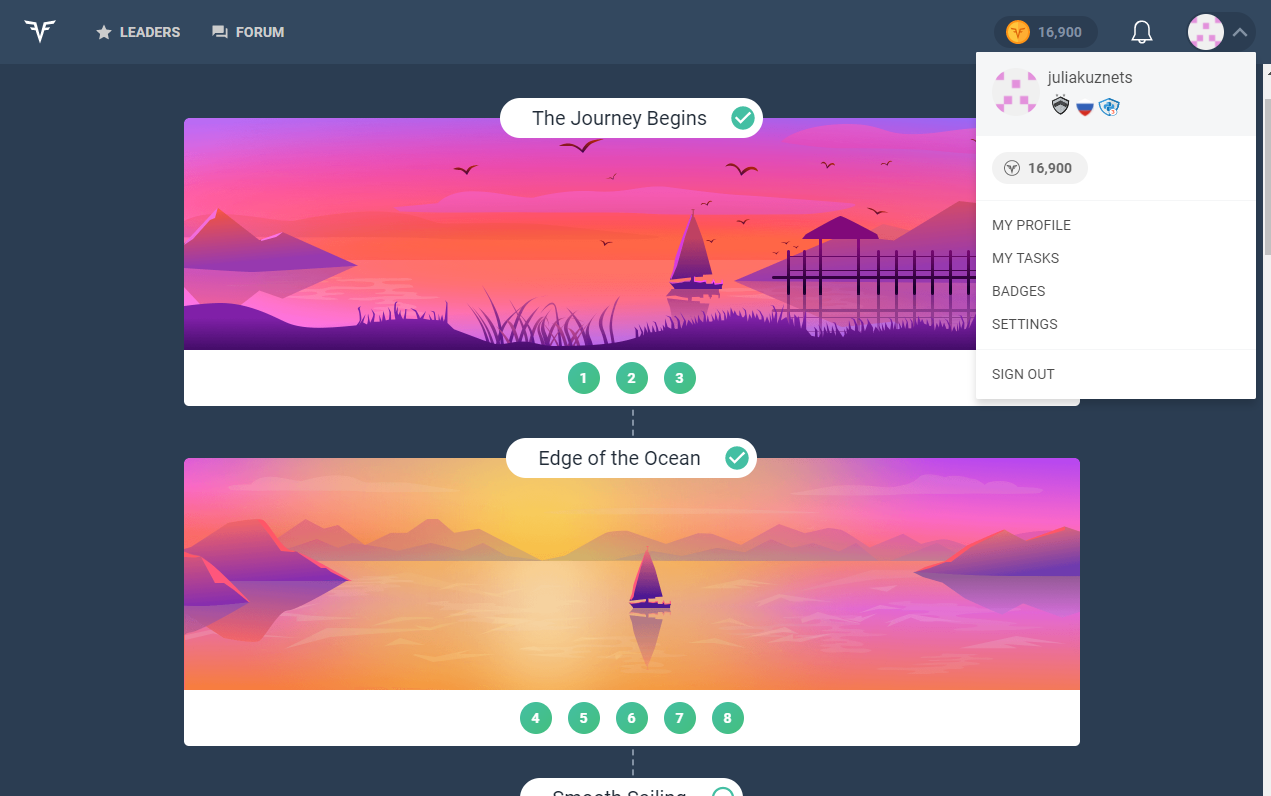 LEADERS
FORUM
16,900
juliakuznets
16,900
MY PROFILE
MY TASKS
BADGES
SETTINGS
SIGN OUT
The Journey Begins
1 2 3
Edge of the Ocean
4 5 6 7 8
Smooth Sailing